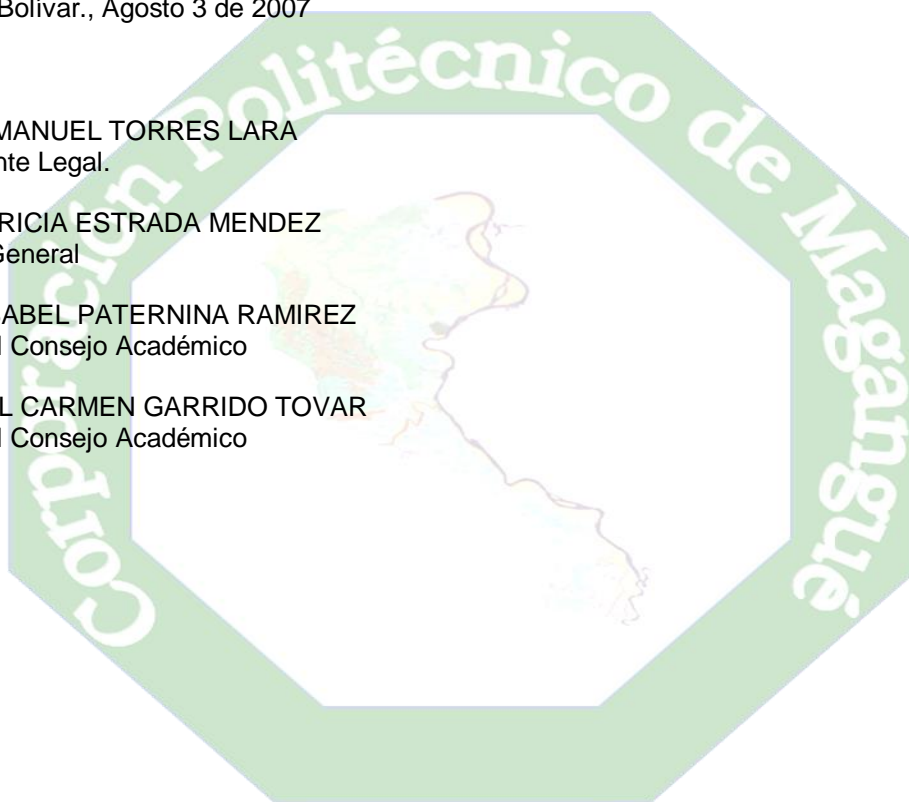 Bolívar., Agosto 3 de 2007
MANUEL TORRES LARA
nte Legal.
RICIA ESTRADA MENDEZ
General
ABEL PATERNINA RAMIREZ
l Consejo Académico
L CARMEN GARRIDO TOVAR
l Consejo Académico
Corporación Politécnico de Magangué